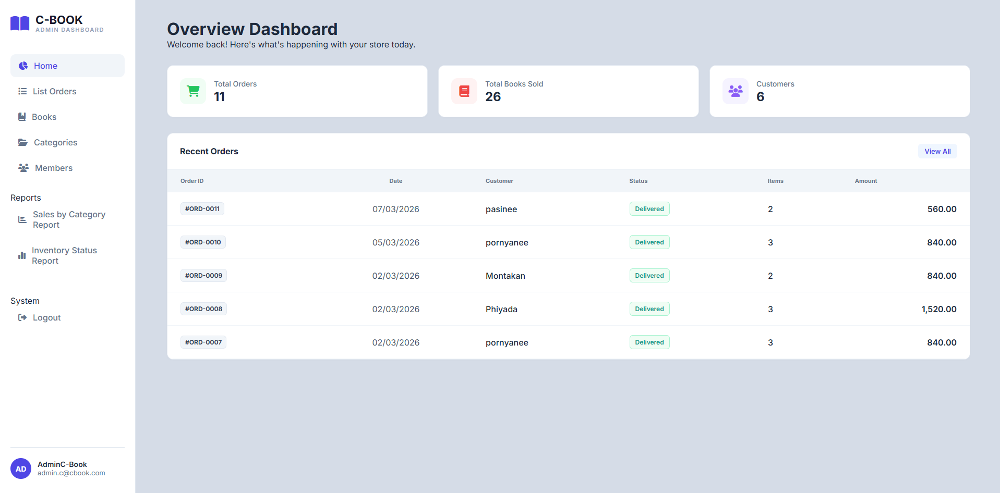 C-BOOK
ADMIN DASHBOARD
Home
List Orders
Books
Categories
Members
Reports
Sales by Category
Report
Inventory Status
Report
System
Logout
AD
AdminC-Book
admin.c@cbook.com
Overview Dashboard
Welcome back! Here's what's happening with your store today.
Total Orders
11
Total Books Sold
26
Customers
6
Recent Orders
View All
Order ID Date Customer Status Items Amount
#ORD-0011 07/03/2026 pasinee Delivered 2 560.00
#ORD-0010 05/03/2026 pornyanee Delivered 3 840.00
#ORD-0009 02/03/2026 Montakan Delivered 2 840.00
#ORD-0008 02/03/2026 Phiyada Delivered 3 1,520.00
#ORD-0007 02/03/2026 pornyanee Delivered 3 840.00